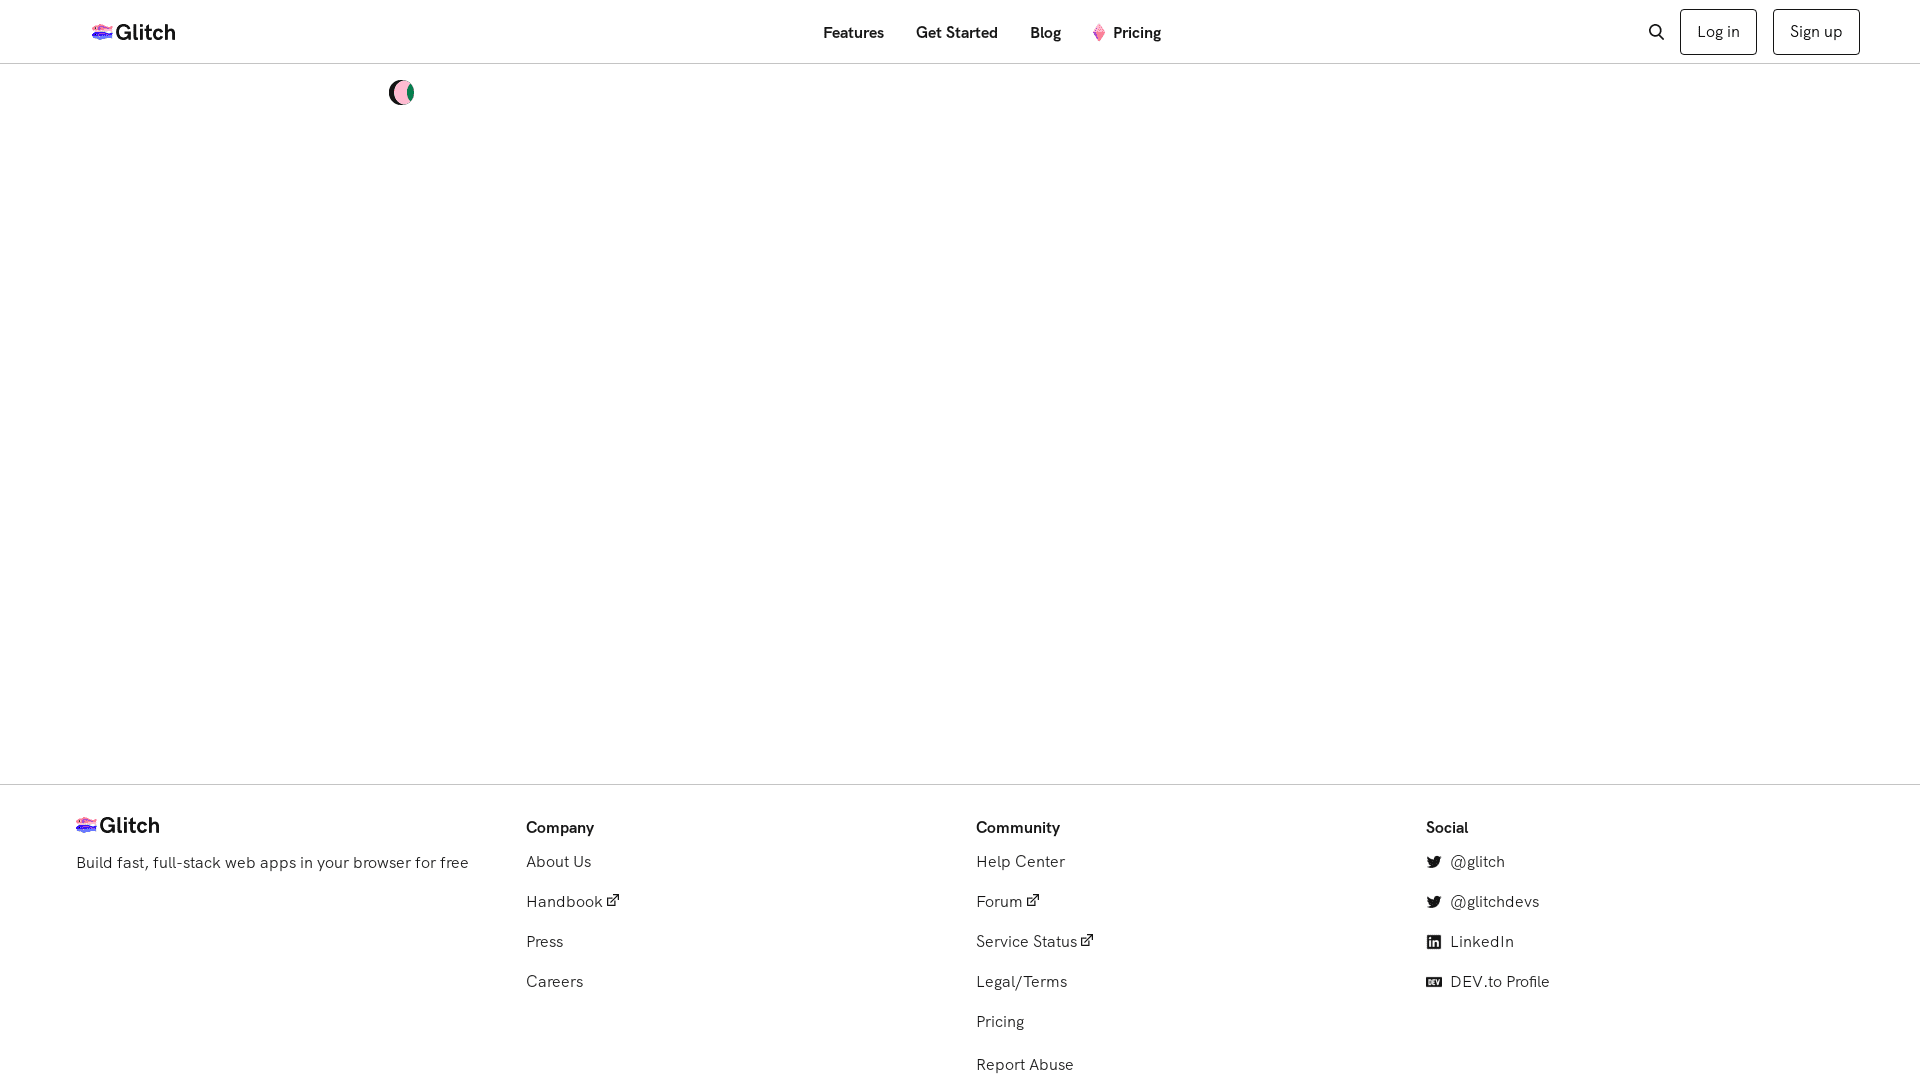 Glitch
Features
Get Started
Blog
Pricing
Log in
Sign up
Glitch
Build fast, full-stack web apps in your browser for free
Company
About Us
Handbook
Press
Careers
Community
Help Center
Forum
Service Status
Legal/Terms
Pricing
Report Abuse
Social
@glitch
@glitchdevs
LinkedIn
DEV DEV.to Profile